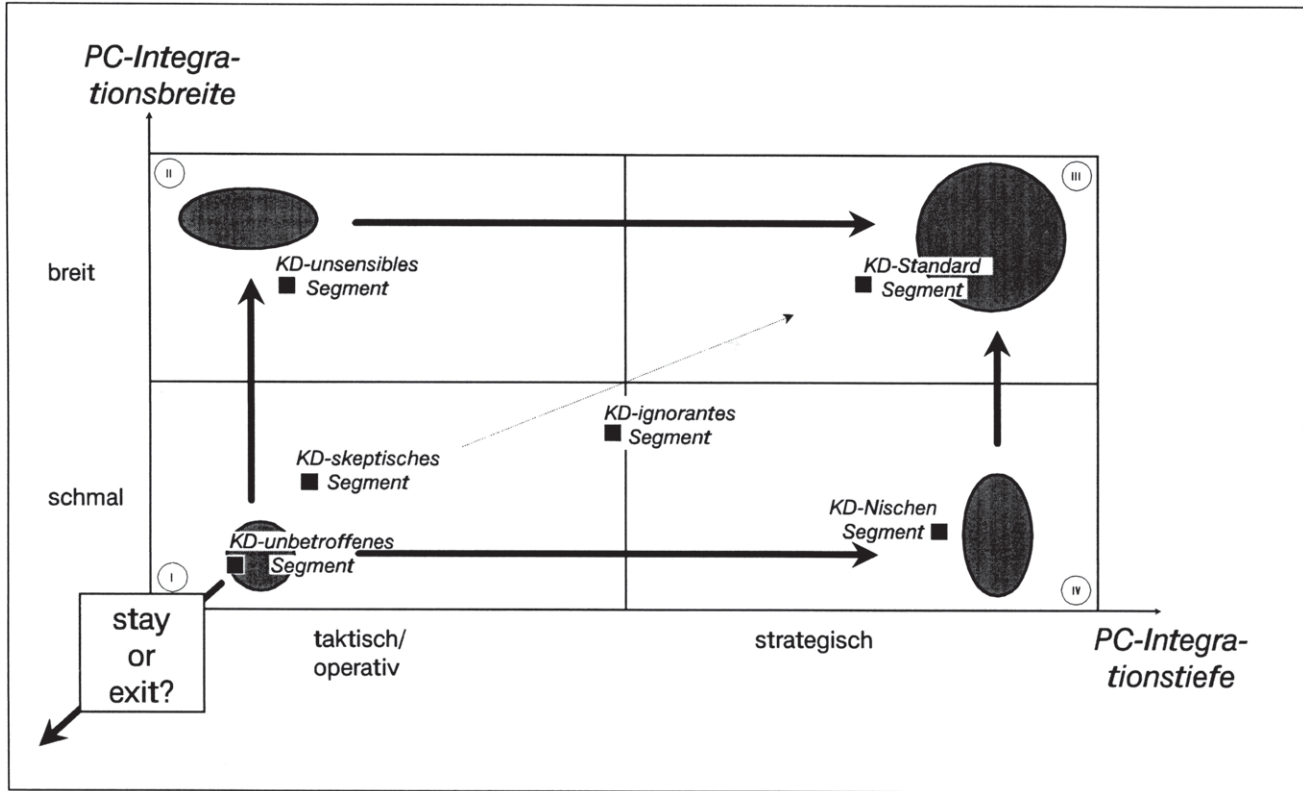 PC-Integra-
tionsbreite
II
III
KD-unsensibles
Segment
KD-Standard
Segment
breit
KD-ignorantes
Segment
KD-skeptisches
Segment
schmal
KD-Nischen
Segment
KD-unbetroffenes
Segment
I
IV
stay
or
exit?
taktisch/
operativ
strategisch
PC-Integra-
tionstiefe